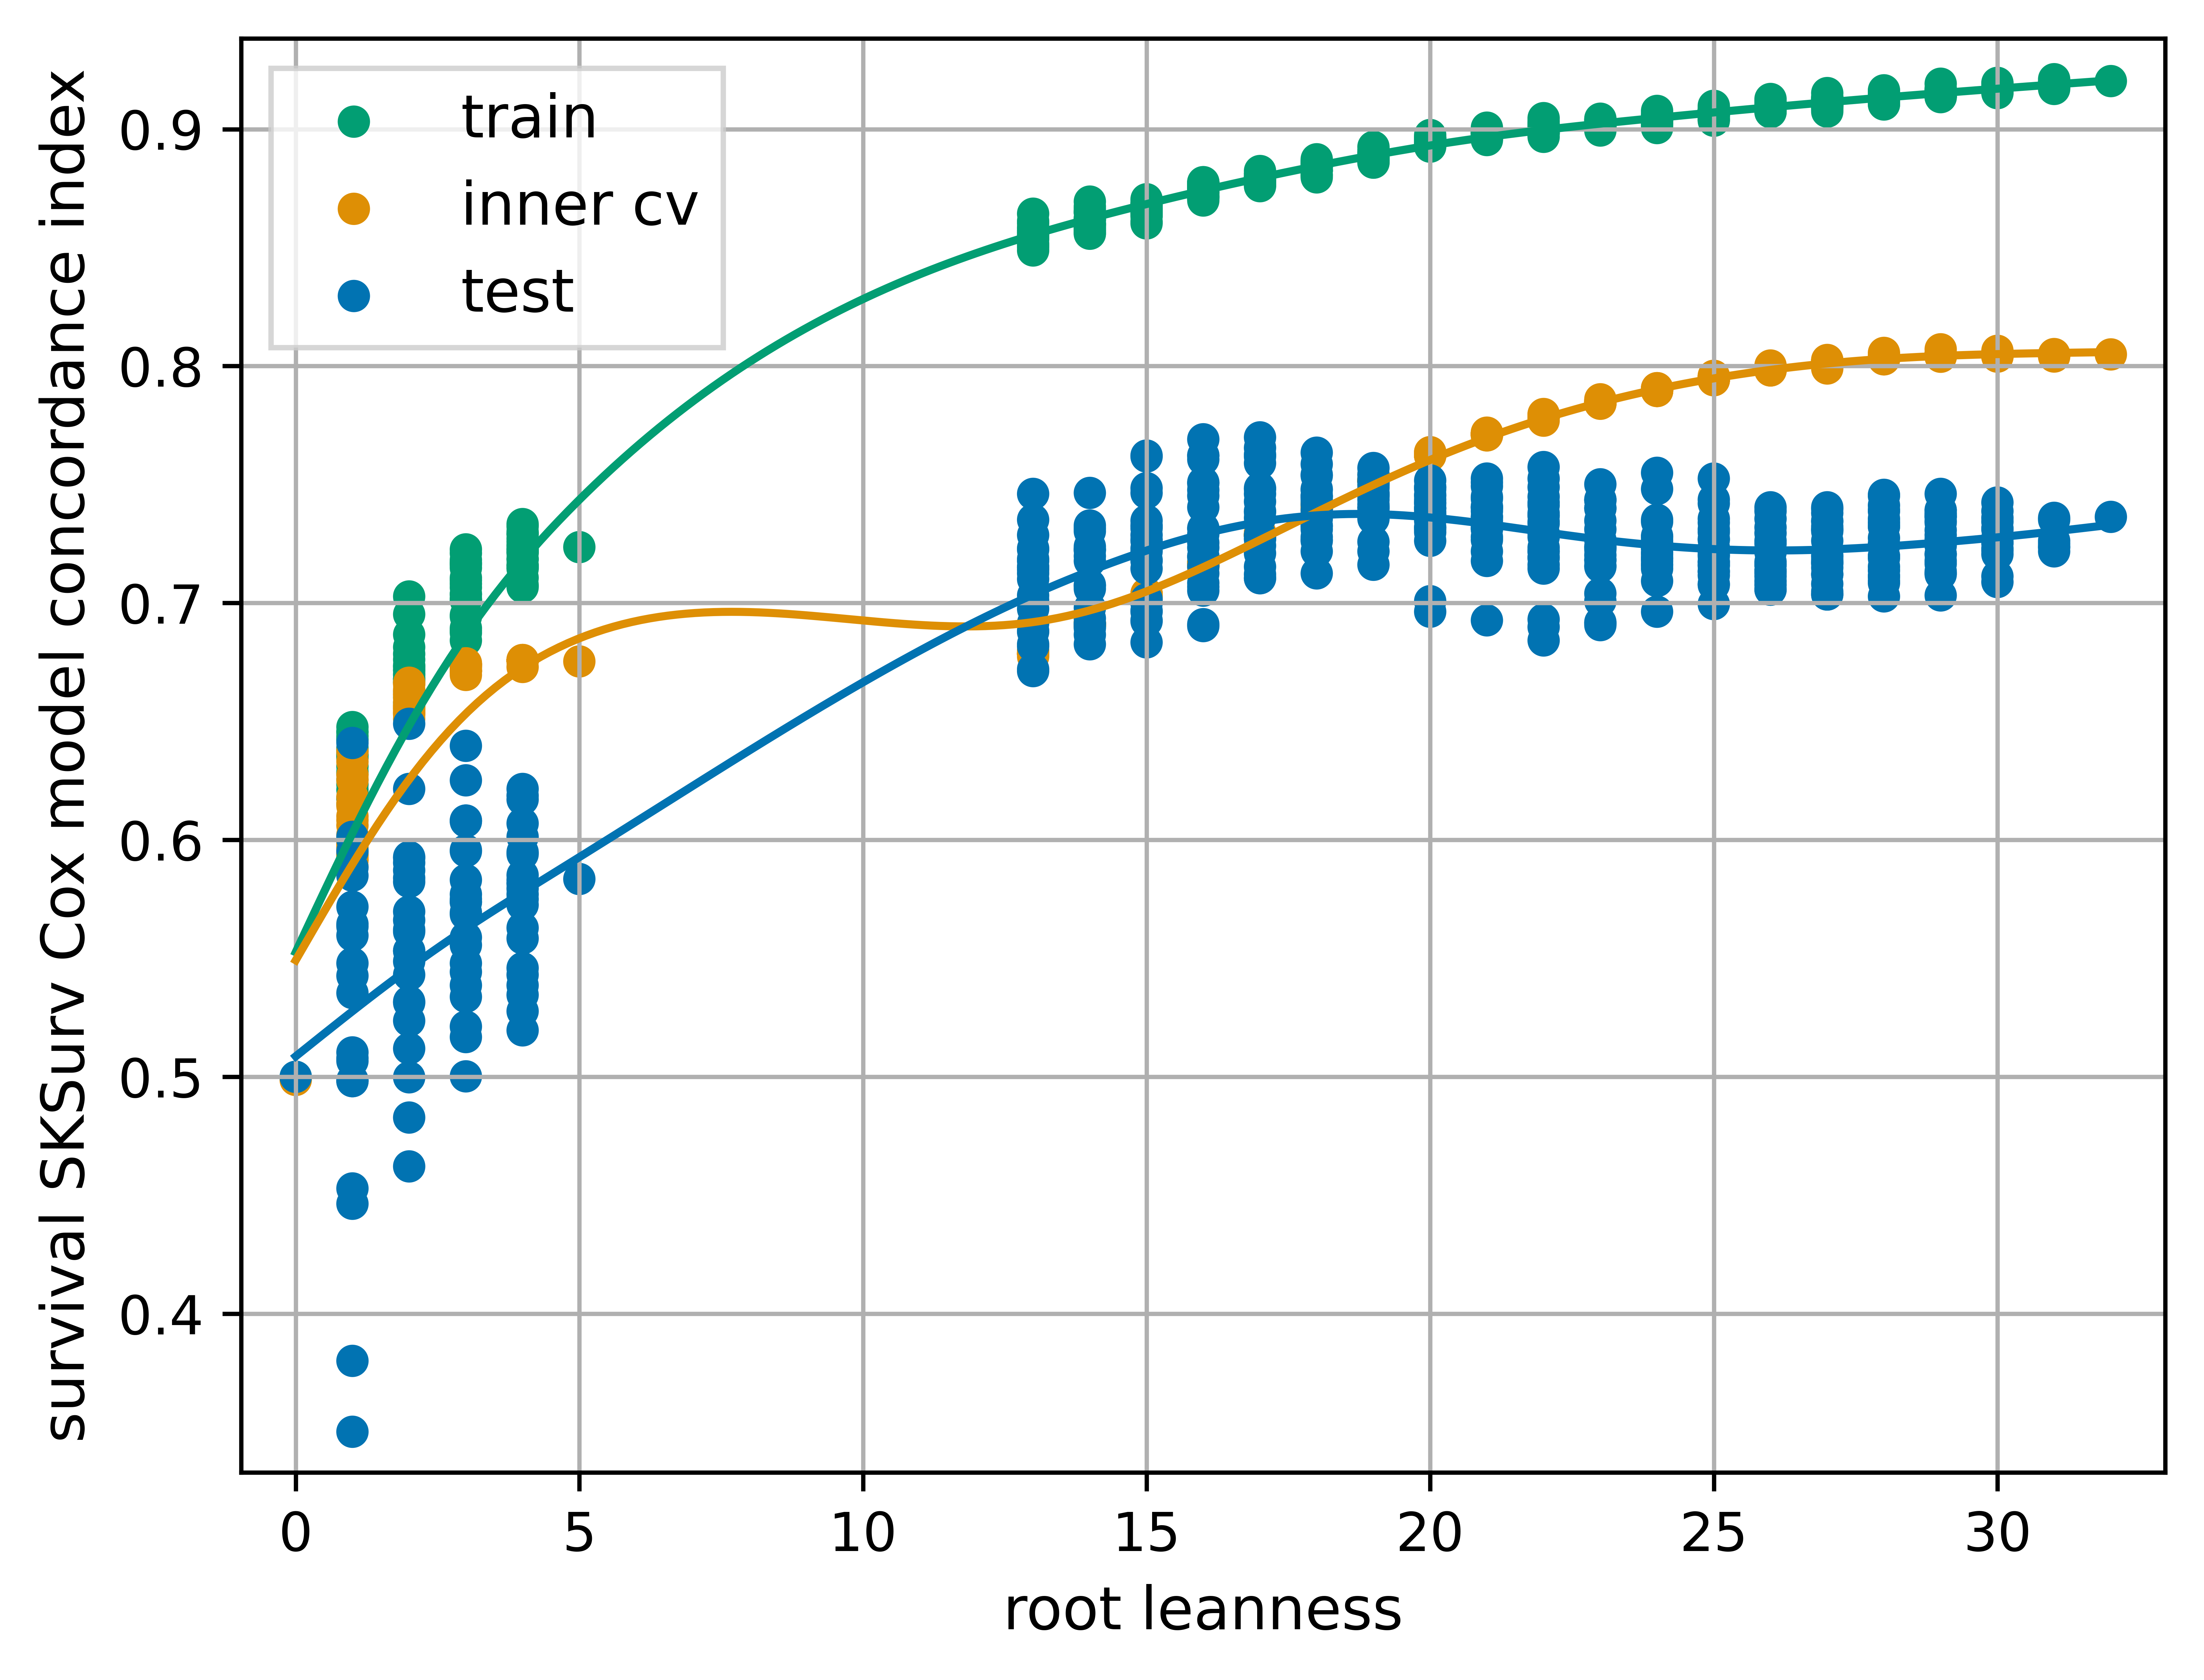 survival SKSurv Cox model concordance index
0.9
0.8
0.7
0.6
0.5
0.4
train
inner cv
test
0 5 10 15 20 25 30
root leanness